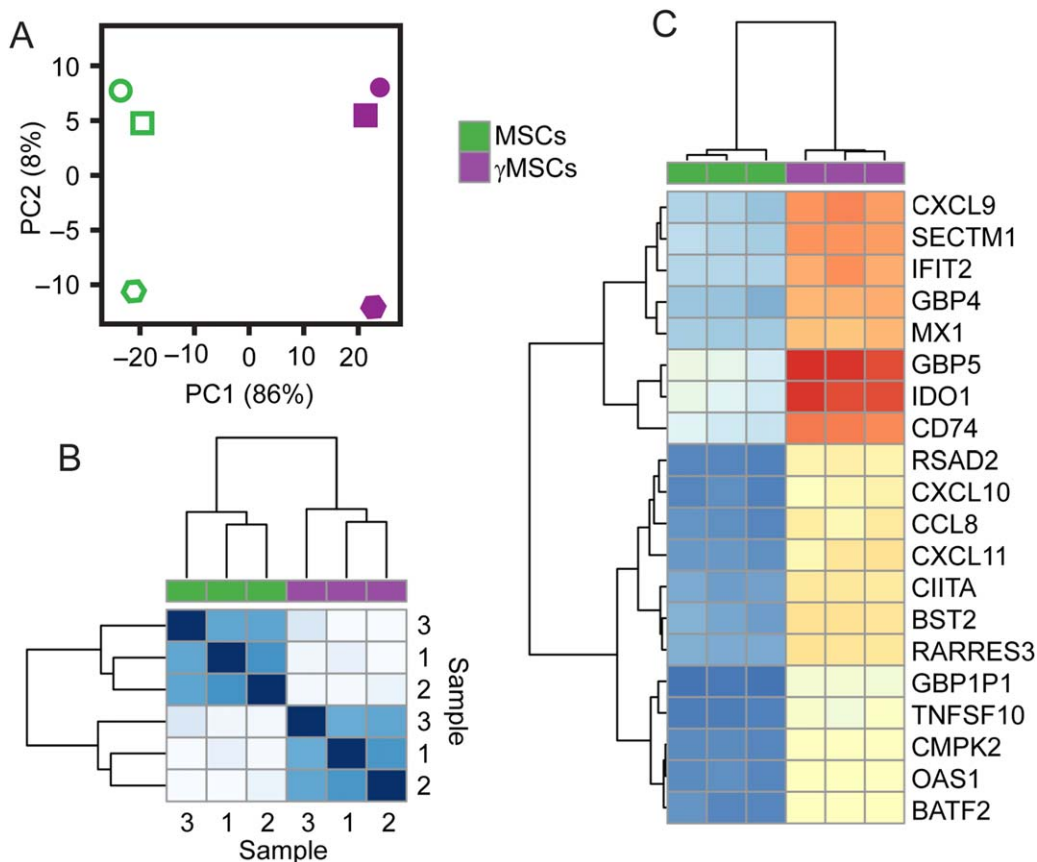 A
10
5
0
−5
−10
PC2 (8%)
−20
−10
0
10
20
PC1 (86%)
MSCs
γMSCs
B
3
1
2
3
1
2
Sample
3 1 2 3 1 2
Sample
C
CXCL9
SECTM1
IFIT2
GBP4
MX1
GBP5
IDO1
CD74
RSAD2
CXCL10
CCL8
CXCL11
CIITA
BST2
RARRES3
GBP1P1
TNFSF10
CMPK2
OAS1
BATF2